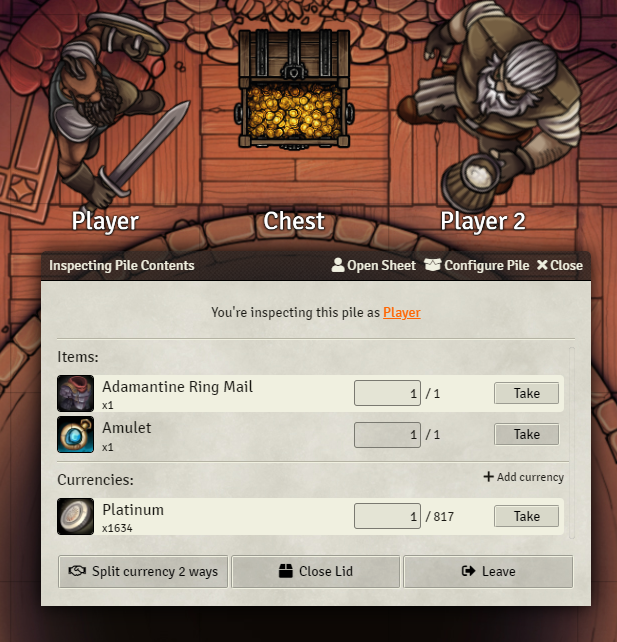 Player
Chest
Player 2
Inspecting Pile Contents Open Sheet Configure Pile Close
You're inspecting this pile as Player
Items:
Adamantine Ring Mail
x1
1 / 1 Take
Amulet
x1
1 / 1 Take
Currencies: Add currency
Platinum
x1634
1 / 817 Take
Split currency 2 ways Close Lid Leave